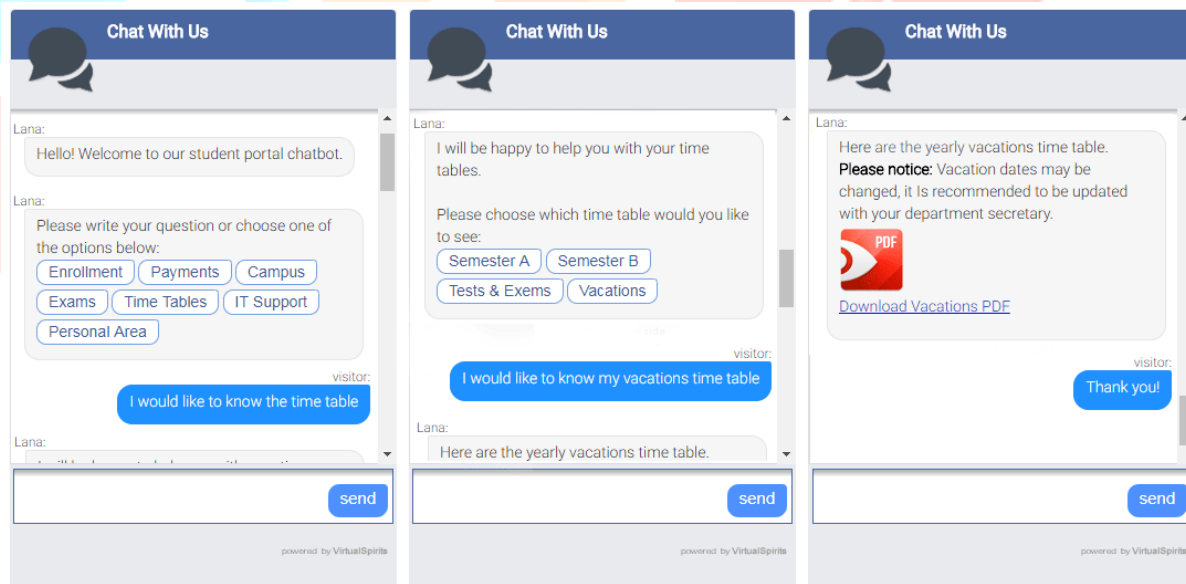 Chat With Us
Lana:
Hello! Welcome to our student portal chatbot.
Lana:
Please write your question or choose one of
the options below:
Enrollment Payments Campus
Exams Time Tables IT Support
Personal Area
visitor:
I would like to know the time table
Lana:
send
powered by VirtualSpirits
Chat With Us
Lana:
I will be happy to help you with your time
tables.
Please choose which time table would you like
to see:
Semester A Semester B
Tests & Exems Vacations
visitor:
I would like to know my vacations time table
Lana:
Here are the yearly vacations time table.
send
powered by VirtualSpirits
Chat With Us
Lana:
Here are the yearly vacations time table.
Please notice: Vacation dates may be
changed, it Is recommended to be updated
with your department secretary.
PDF
Download Vacations PDF
visitor:
Thank you!
send
powered by VirtualSpirits